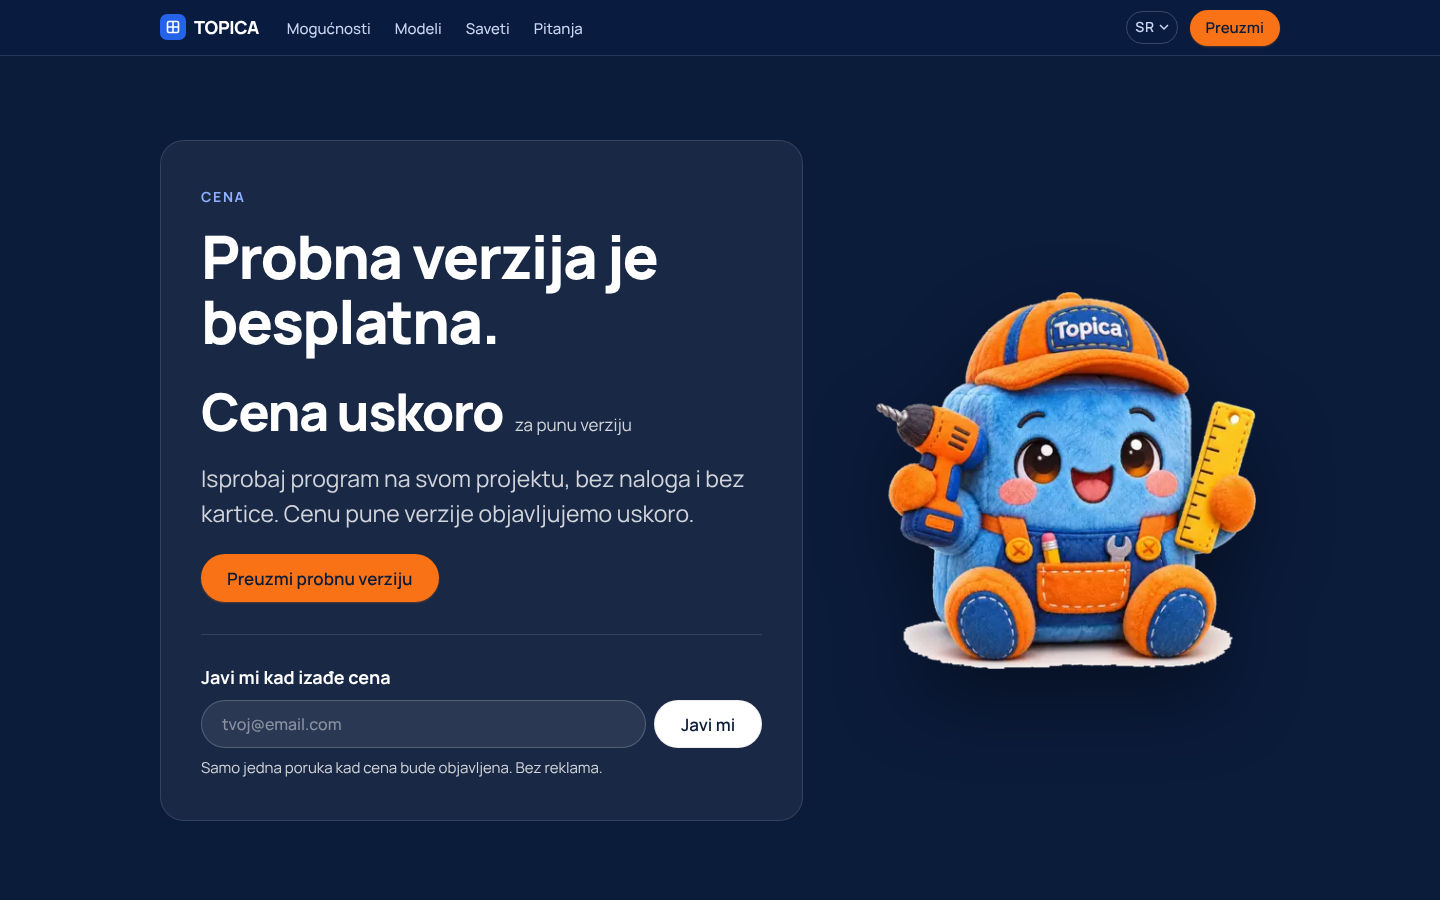 TOPICA
Mogućnosti
Modeli
Saveti
Pitanja
SR
Preuzmi
CENA
Probna verzija je
besplatna.
Cena uskoro za punu verziju
Isprobaj program na svom projektu, bez naloga i bez
kartice. Cenu pune verzije objavljujemo uskoro.
Preuzmi probnu verziju
Javi mi kad izađe cena
tvoj@email.com
Javi mi
Samo jedna poruka kad cena bude objavljena. Bez reklama.
Topica